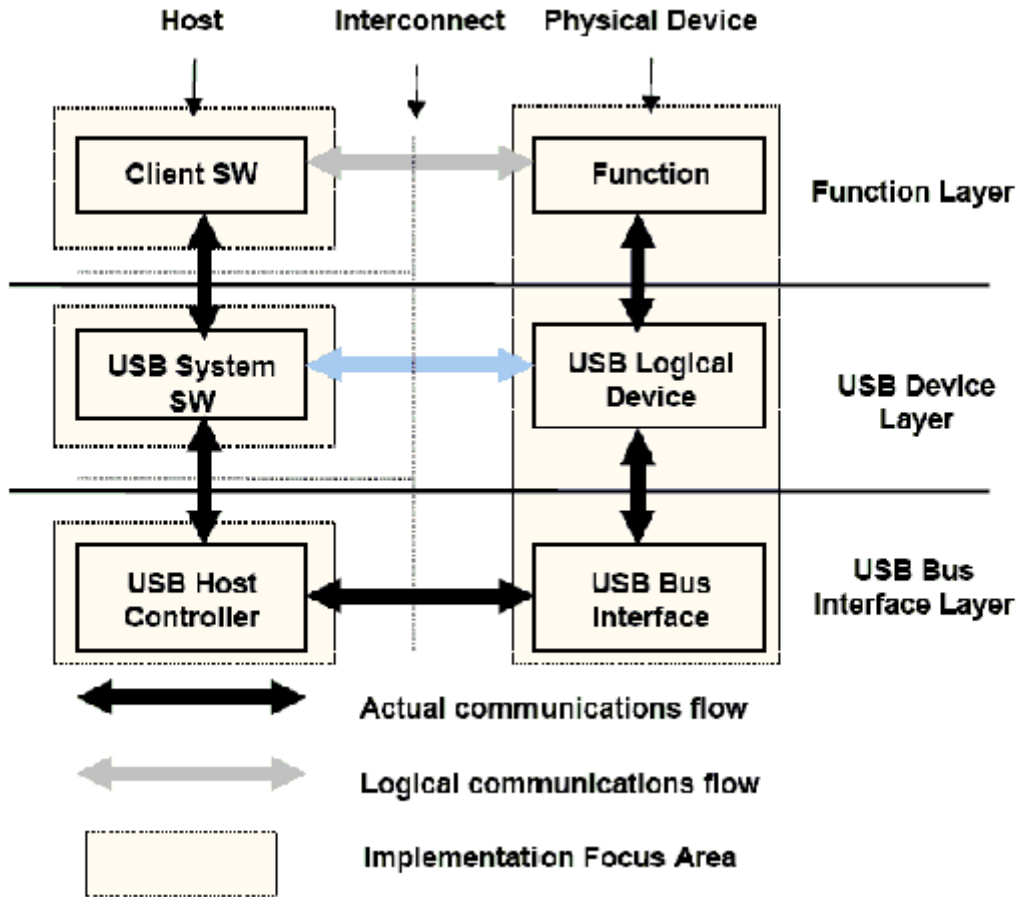 Host
Interconnect
Physical Device
Client SW
Function
Function Layer
USB System
SW
USB Logical
Device
USB Device
Layer
USB Host
Controller
USB Bus
Interface
USB Bus
Interface Layer
Actual communications flow
Logical communications flow
Implementation Focus Area